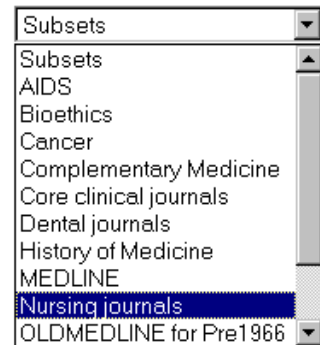 Subsets
Subsets
AIDS
Bioethics
Cancer
Complementary Medicine
Core clinical journals
Dental journals
History of Medicine
MEDLINE
Nursing journals
OLDMEDLINE for Pre1966